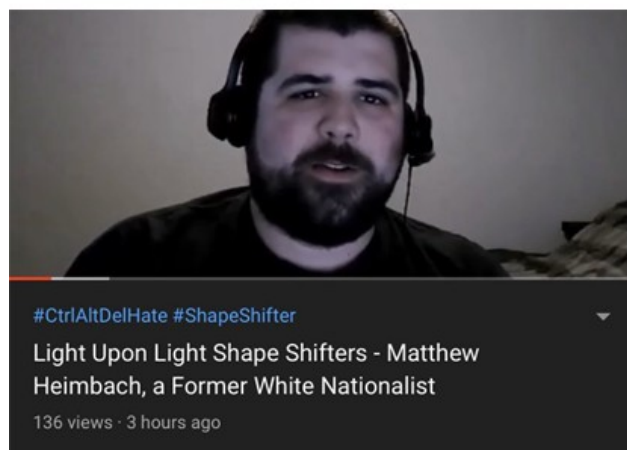 #CtrlAltDelHate #ShapeShifter
Light Upon Light Shape Shifters - Matthew
Heimbach, a Former White Nationalist
136 views · 3 hours ago